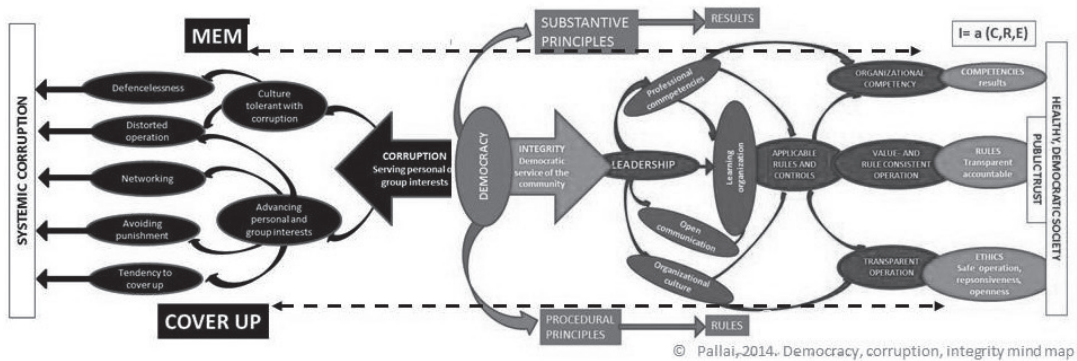 SYSTEMIC CORRUPTION
MEM
Defencelessness
Distorted
operation
Networking
Avoiding
punishment
Tendency to
cover up
Culture
tolerant with
corruption
Advancing
personal and
group interests
COVER UP
CORRUPTION
Serving personal o
group interests
DEMOCRACY
SUBSTANTIVE
PRINCIPLES
RESULTS
INTEGRITY
Democratic
service of the
community
PROCEDURAL
PRINCIPLES
RULES
LEADERSHIP
Professional
commpetencies
Learning
organization
Open
communication
Organizational
culture
APPLICABLE
RULES AND
CONTROLS
ORGANIZATIONAL
COMPETENCY
VALUE- AND
RULE CONSISTENT
OPERATION
TRANSPARENT
OPERATION
I= a (C,R,E)
COMPETENCIES
results
RULES
Transparent
accountable
ETHICS
Safe operation,
repsonsiveness,
openness
PUBLIC TRUST
HEALTHY, DEMOCRATIC SOCIETY
© Pallai, 2014. Democracy, corruption, integrity mind map